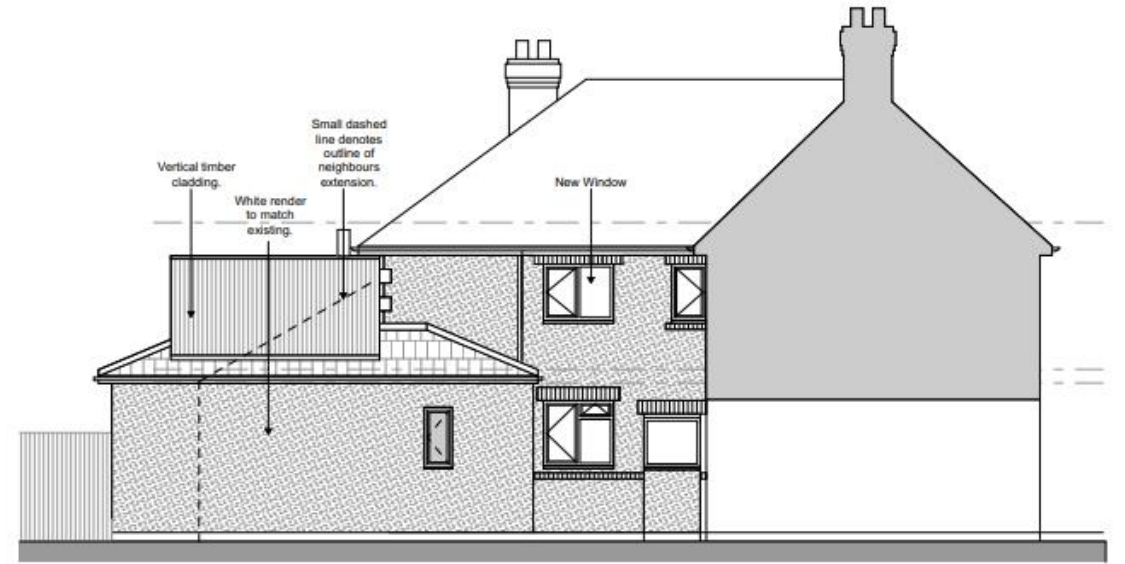 Small dashed
line denotes
outline of
neighbours
extension.
Vertical timber
cladding.
White render
to match
existing.
New Window